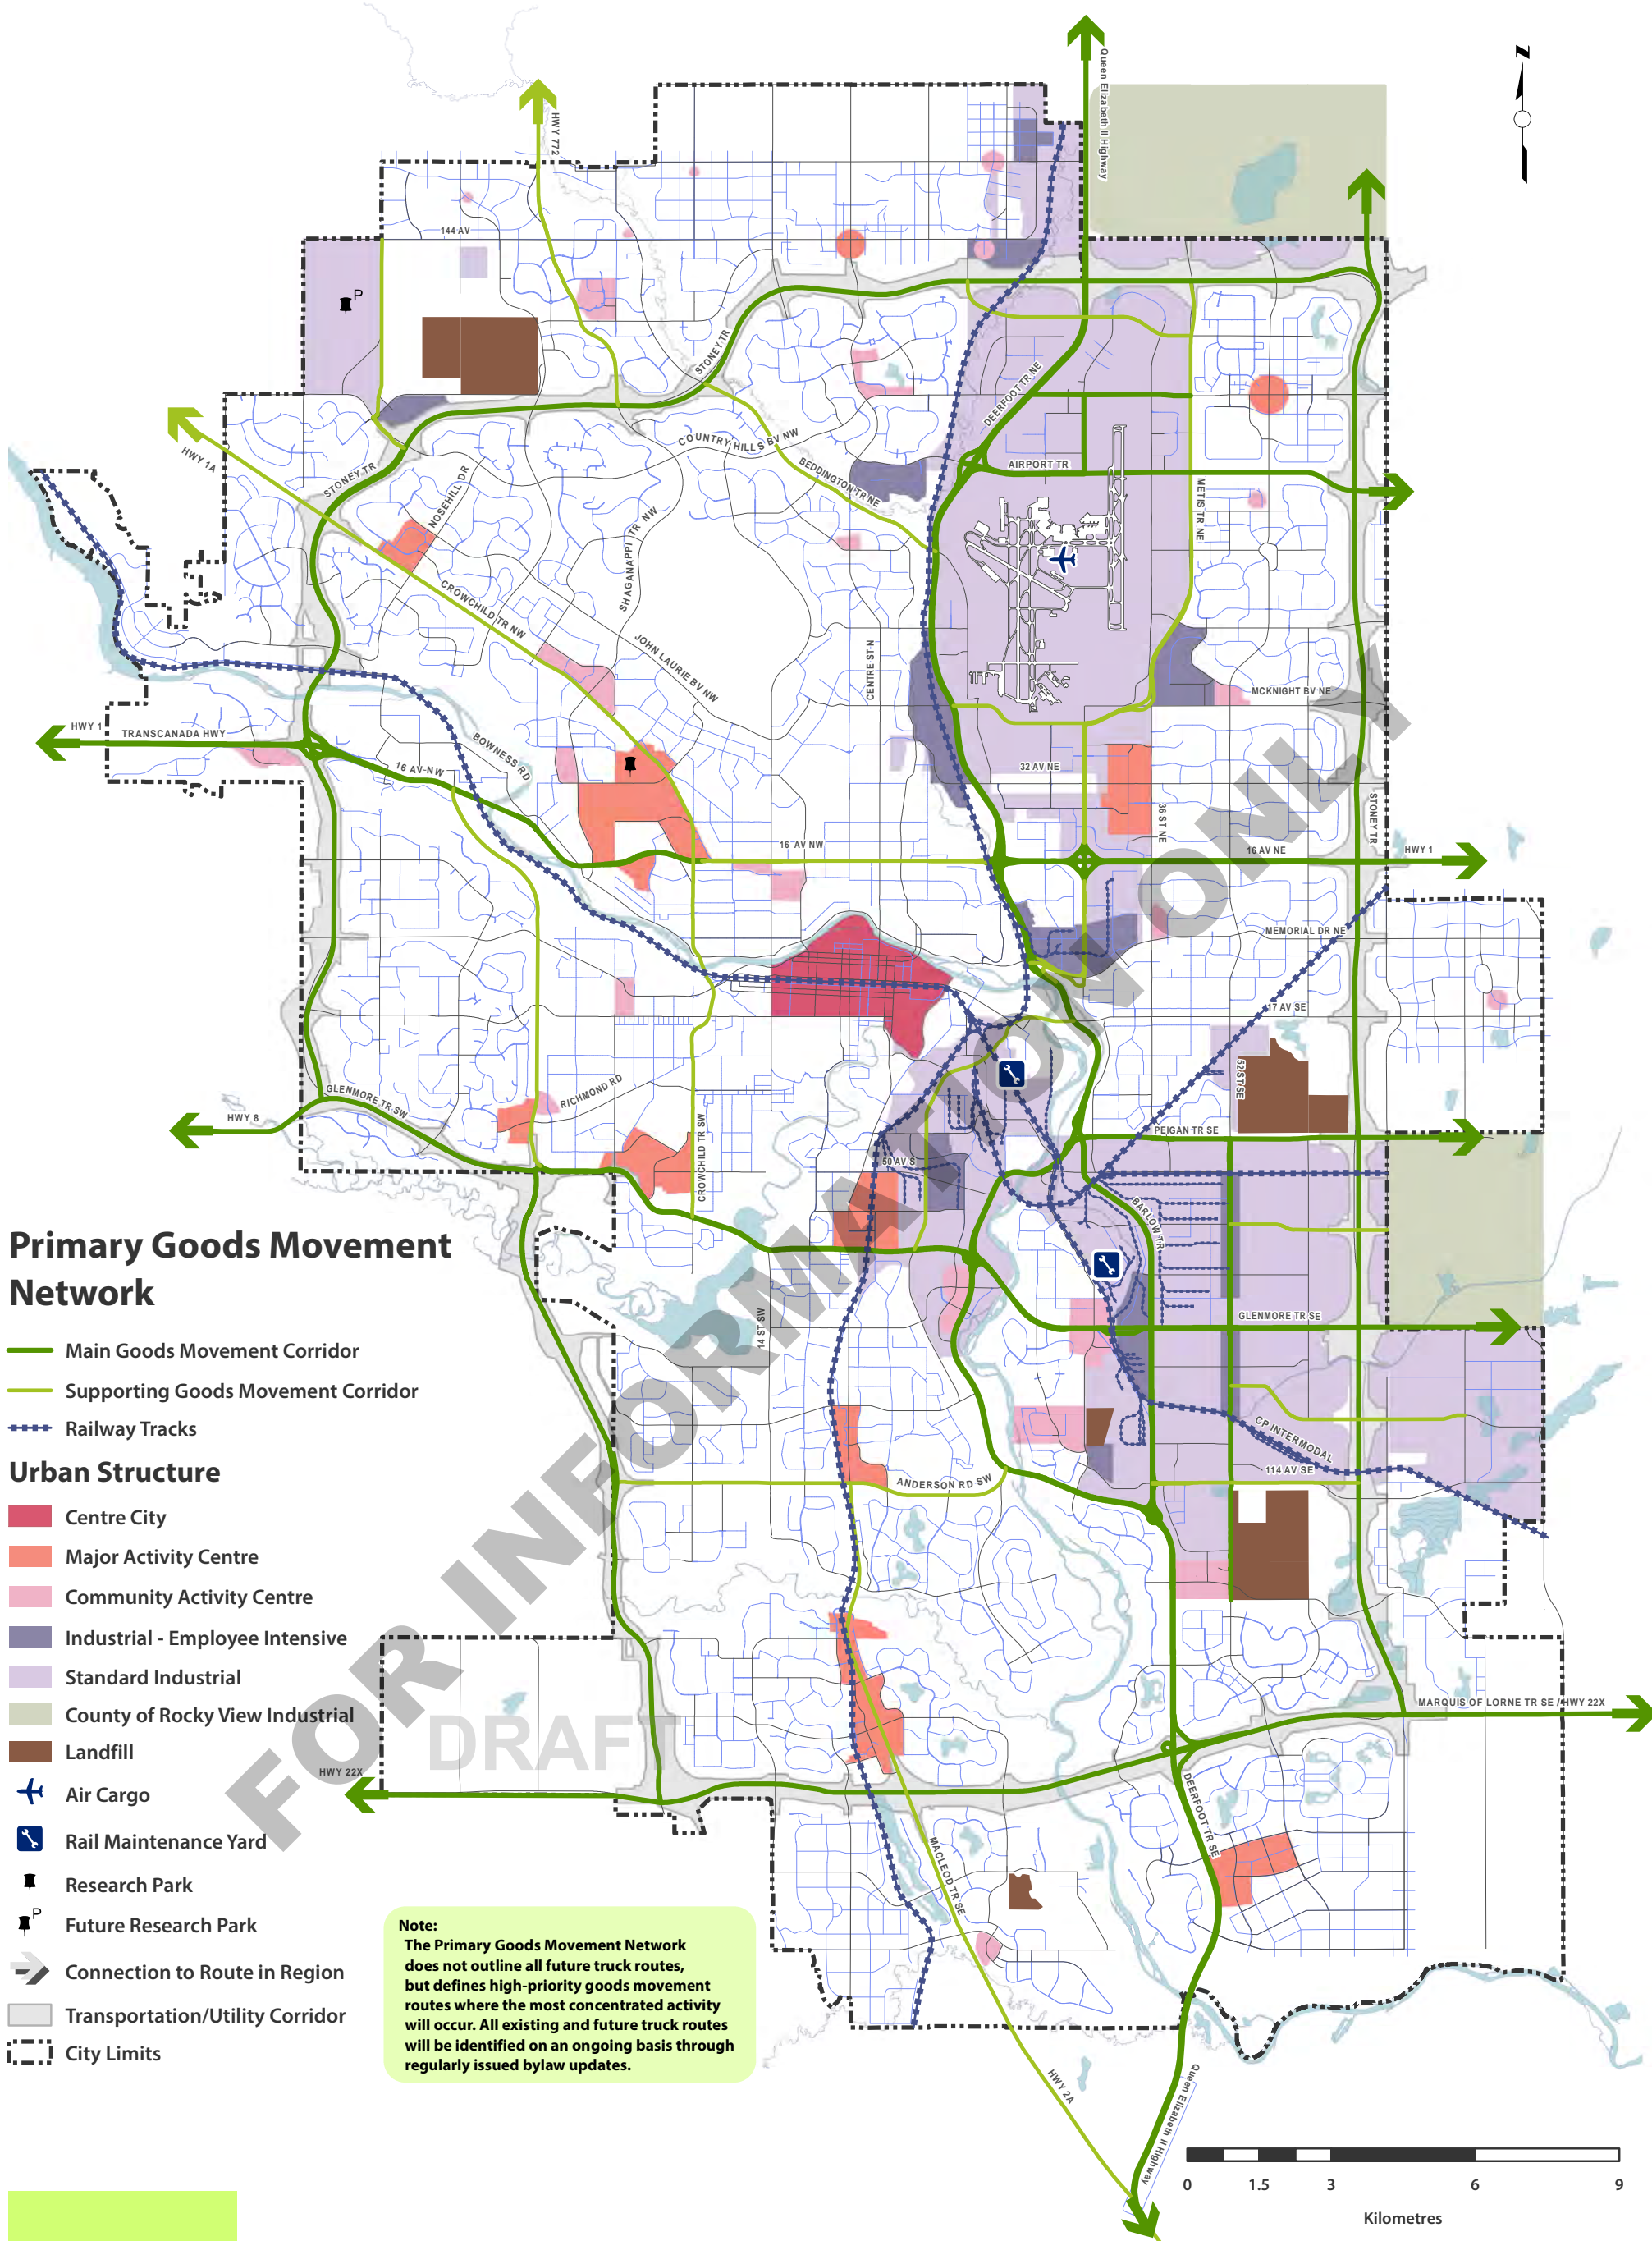 N
Queen Elizabeth II Highway
HWY 772
144 AV
P
STONEY TR
DEERFOOT TR NE
COUNTRY HILLS BV NW
HWY 1A
BEDDINGTON TR NE
AIRPORT TR
STONEY TR
NOSEHILL DR
METIS TR NE
SHAGANAPPI TR NW
CROWCHILD TR NW
JOHN LAURIE BV NW
CENTRE ST N
MCKNIGHT BV NE
HWY 1
TRANSCANADA HWY
BOWNESS RD
16 AV NW
32 AV NE
36 ST NE
STONEY TR
16 AV NW
16 AV NE
HWY 1
MEMORIAL DR NE
17 AV SE
52 ST SE
GLENMORE TR SW
RICHMOND RD
HWY 8
PEIGAN TR SE
CROWCHILD TR SW
50 AV S
BARLOW TR
GLENMORE TR SE
14 ST SW
CP INTERMODAL
114 AV SE
ANDERSON RD SW
MARQUIS OF LORNE TR SE / HWY 22X
HWY 22X
DEERFOOT TR SE
MACLEOD TR SE
HWY 2A
Queen Elizabeth II Highway
FOR INFORMATION ONLY
DRAFT
Primary Goods Movement
Network
Main Goods Movement Corridor
Supporting Goods Movement Corridor
Railway Tracks
Urban Structure
Centre City
Major Activity Centre
Community Activity Centre
Industrial - Employee Intensive
Standard Industrial
County of Rocky View Industrial
Landfill
Air Cargo
Rail Maintenance Yard
Research Park
P
Future Research Park
Connection to Route in Region
Transportation/Utility Corridor
City Limits
Note:
The Primary Goods Movement Network
does not outline all future truck routes,
but defines high-priority goods movement
routes where the most concentrated activity
will occur. All existing and future truck routes
will be identified on an ongoing basis through
regularly issued bylaw updates.
0 1.5 3 6 9
Kilometres